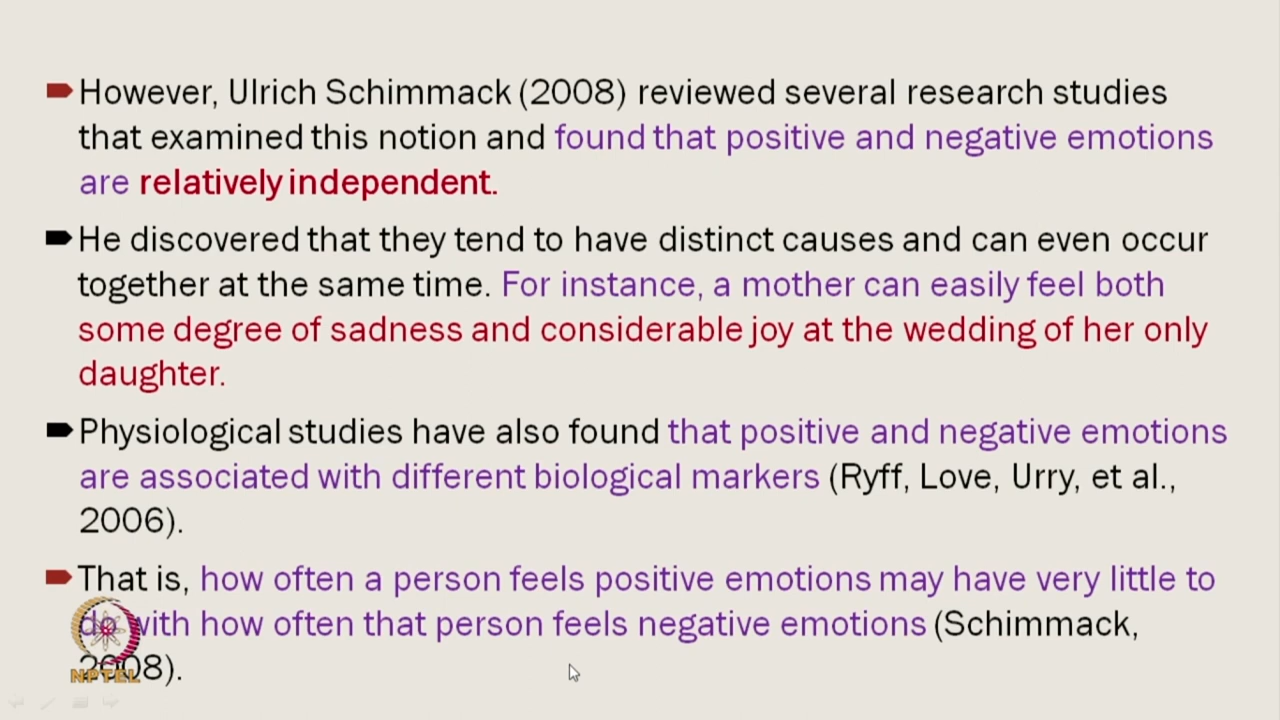 However, Ulrich Schimmack (2008) reviewed several research studies
that examined this notion and found that positive and negative emotions
are relatively independent.
He discovered that they tend to have distinct causes and can even occur
together at the same time. For instance, a mother can easily feel both
some degree of sadness and considerable joy at the wedding of her only
daughter.
Physiological studies have also found that positive and negative emotions
are associated with different biological markers (Ryff, Love, Urry, et al.,
2006).
That is, how often a person feels positive emotions may have very little to
do with how often that person feels negative emotions (Schimmack,
2008).
NPTEL